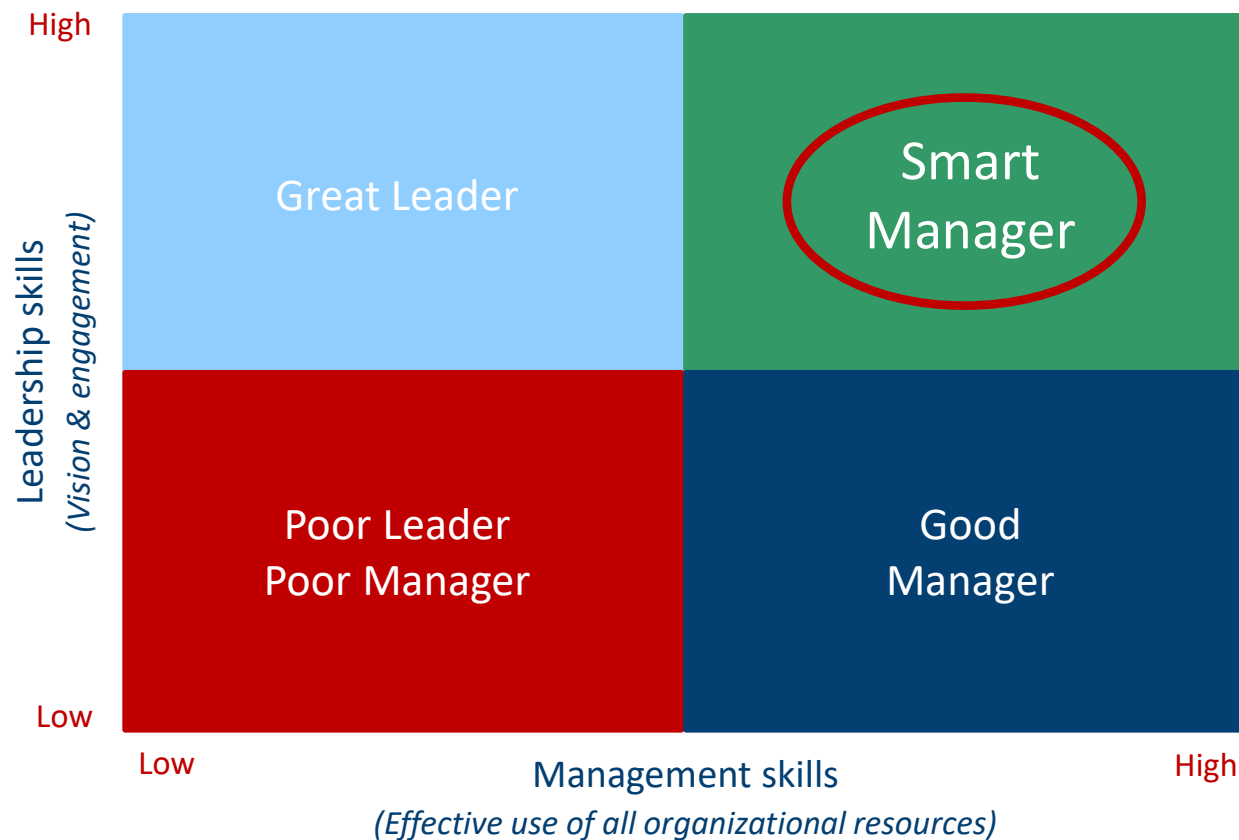 High
Great Leader
Smart
Manager
Leadership skills
(Vision & engagement)
Poor Leader
Poor Manager
Good
Manager
Low
Low
Management skills
High
(Effective use of all organizational resources)